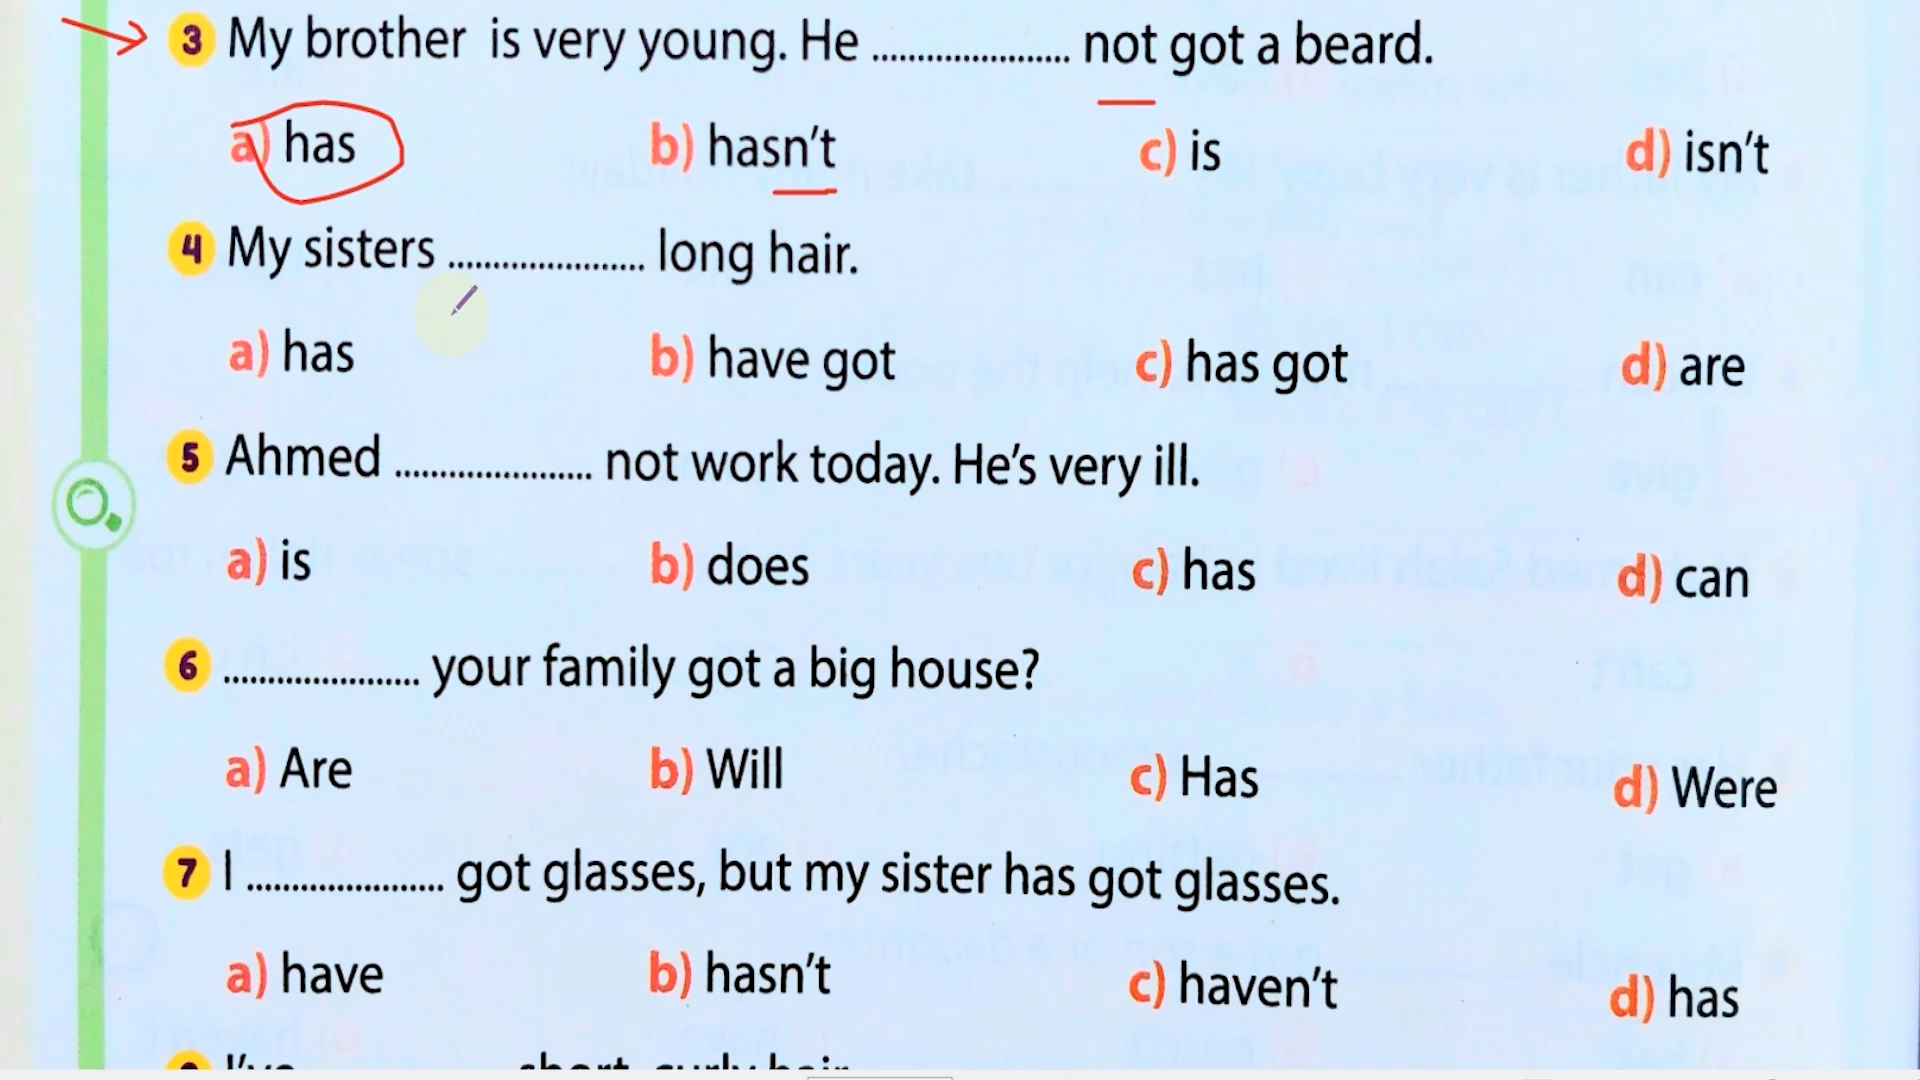 3 My brother is very young. He ...................... not got a beard.
a) has b) hasn't c) is d) isn't
4 My sisters ...................... long hair.
a) has b) have got c) has got d) are
5 Ahmed ...................... not work today. He's very ill.
a) is b) does c) has d) can
6 ...................... your family got a big house?
a) Are b) Will c) Has d) Were
7 I ...................... got glasses, but my sister has got glasses.
a) have b) hasn't c) haven't d) has